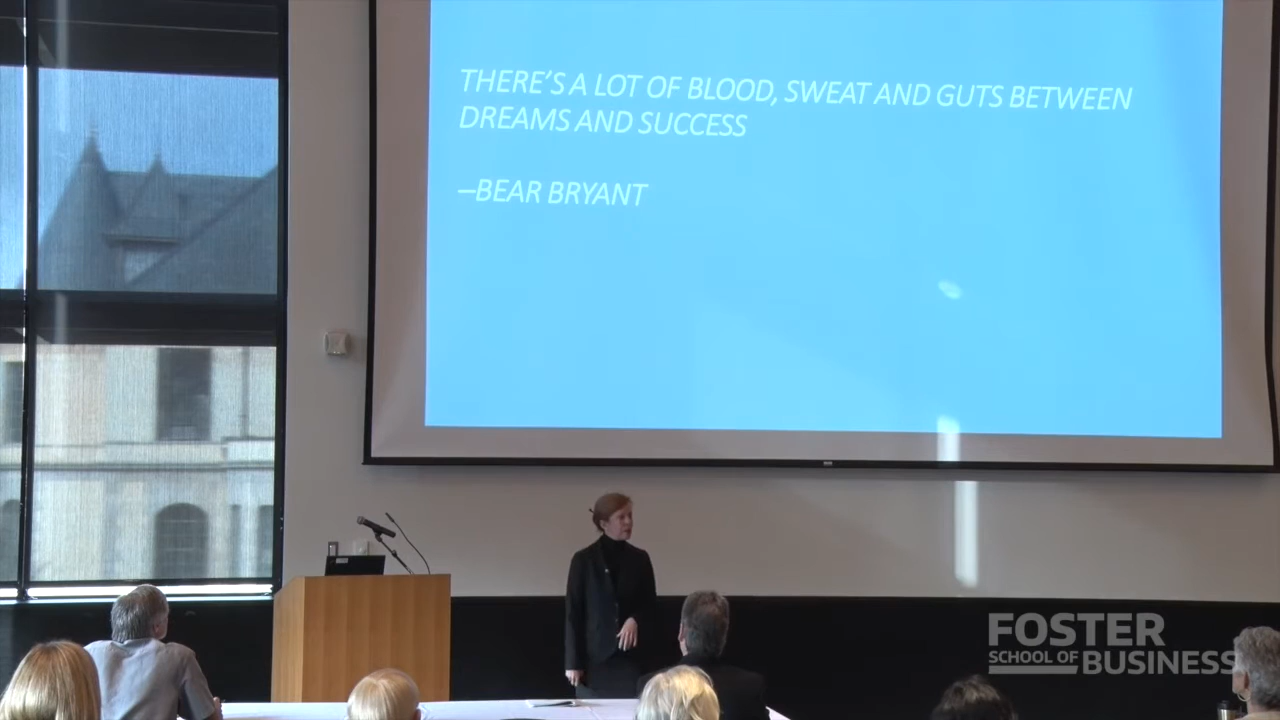 THERE'S A LOT OF BLOOD, SWEAT AND GUTS BETWEEN
DREAMS AND SUCCESS
–BEAR BRYANT
FOSTER
SCHOOL OF BUSINESS